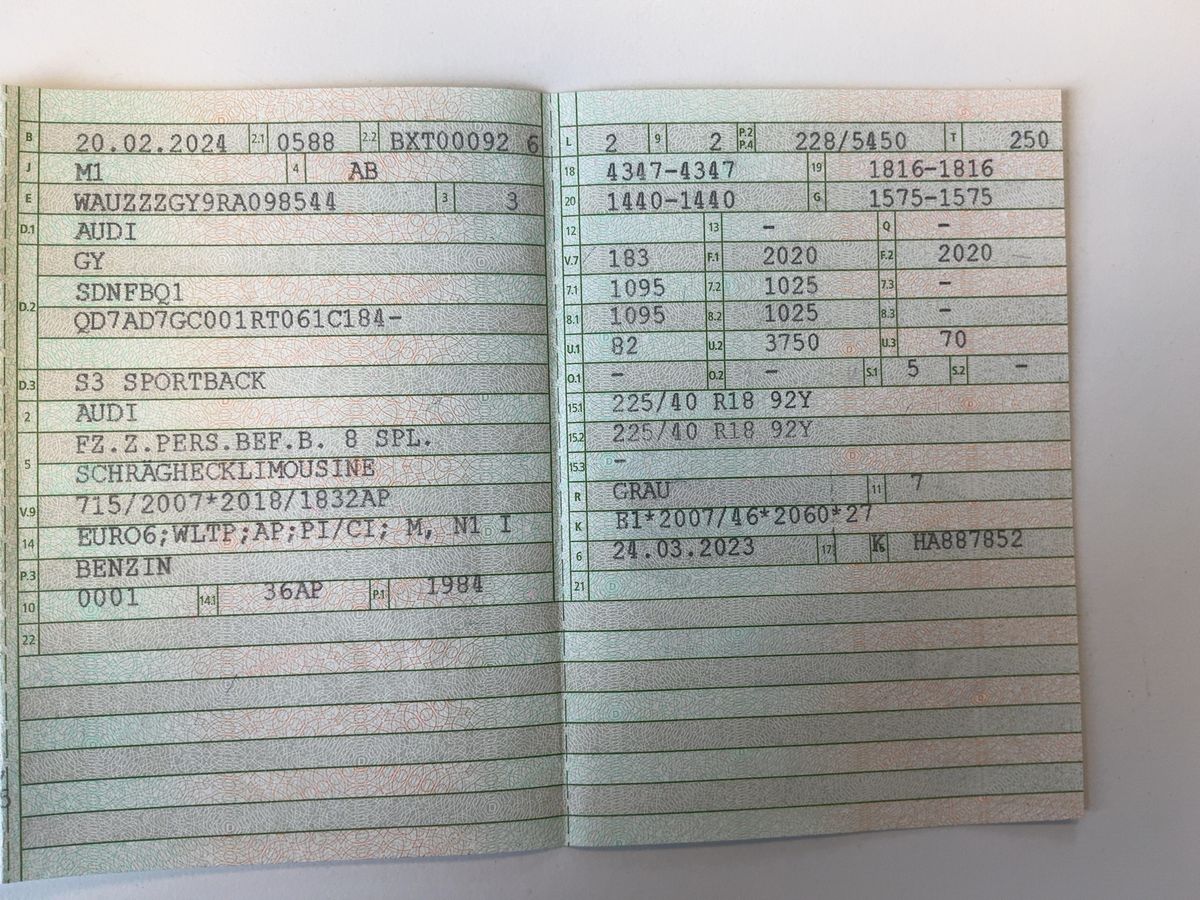 B 20.02.2024 2.1 0588 2.2 BXT00092 6
J M1 4 AB
E WAUZZZGY9RA098544 3 3
D.1 AUDI
D.2 GY
SDNFBQ1
QD7AD7GC001RT061C184-
D.3 S3 SPORTBACK
2 AUDI
5 FZ.Z.PERS.BEF.B. 8 SPL.
SCHRAGHECKLIMOUSINE
V.9 715/2007*2018/1832AP
14 EURO6;WLTP;AP;PI/CI; M, N1 I
P.3 BENZIN
10 0001 14.1 36AP P.1 1984
22
L 2 9 2 P.2 P.4 228/5450 T 250
18 4347-4347 19 1816-1816
20 1440-1440 G 1575-1575
12 13 - Q -
V.7 183 F.1 2020 F.2 2020
7.1 1095 7.2 1025 7.3 -
8.1 1095 8.2 1025 8.3 -
U.1 82 U.2 3750 U.3 70
O.1 - O.2 - S.1 5 S.2 -
15.1 225/40 R18 92Y
15.2 225/40 R18 92Y
15.3 -
R GRAU 11 7
K E1*2007/46*2060*27
6 24.03.2023 17 K 16 HA887852
21